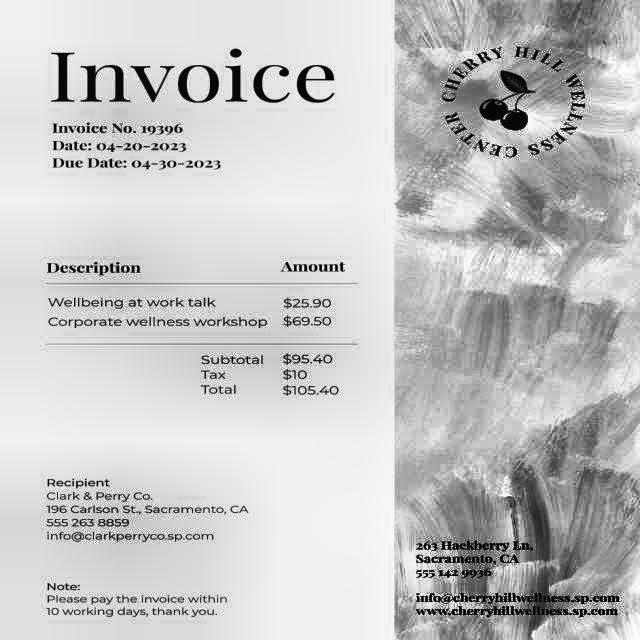 Invoice
Invoice No. 19396
Date: 04-20-2023
Due Date: 04-30-2023
CHERRY HILL WELLNESS CENTER
Description Amount
Wellbeing at work talk $25.90
Corporate wellness workshop $69.50
Subtotal $95.40
Tax $10
Total $105.40
Recipient
Clark & Perry Co.
196 Carlson St., Sacramento, CA
555 263 8859
info@clarkperryco.sp.com
Note:
Please pay the invoice within
10 working days, thank you.
263 Hackberry Ln,
Sacramento, CA
555 142 9936
info@cherryhillwellness.sp.com
www.cherryhillwellness.sp.com